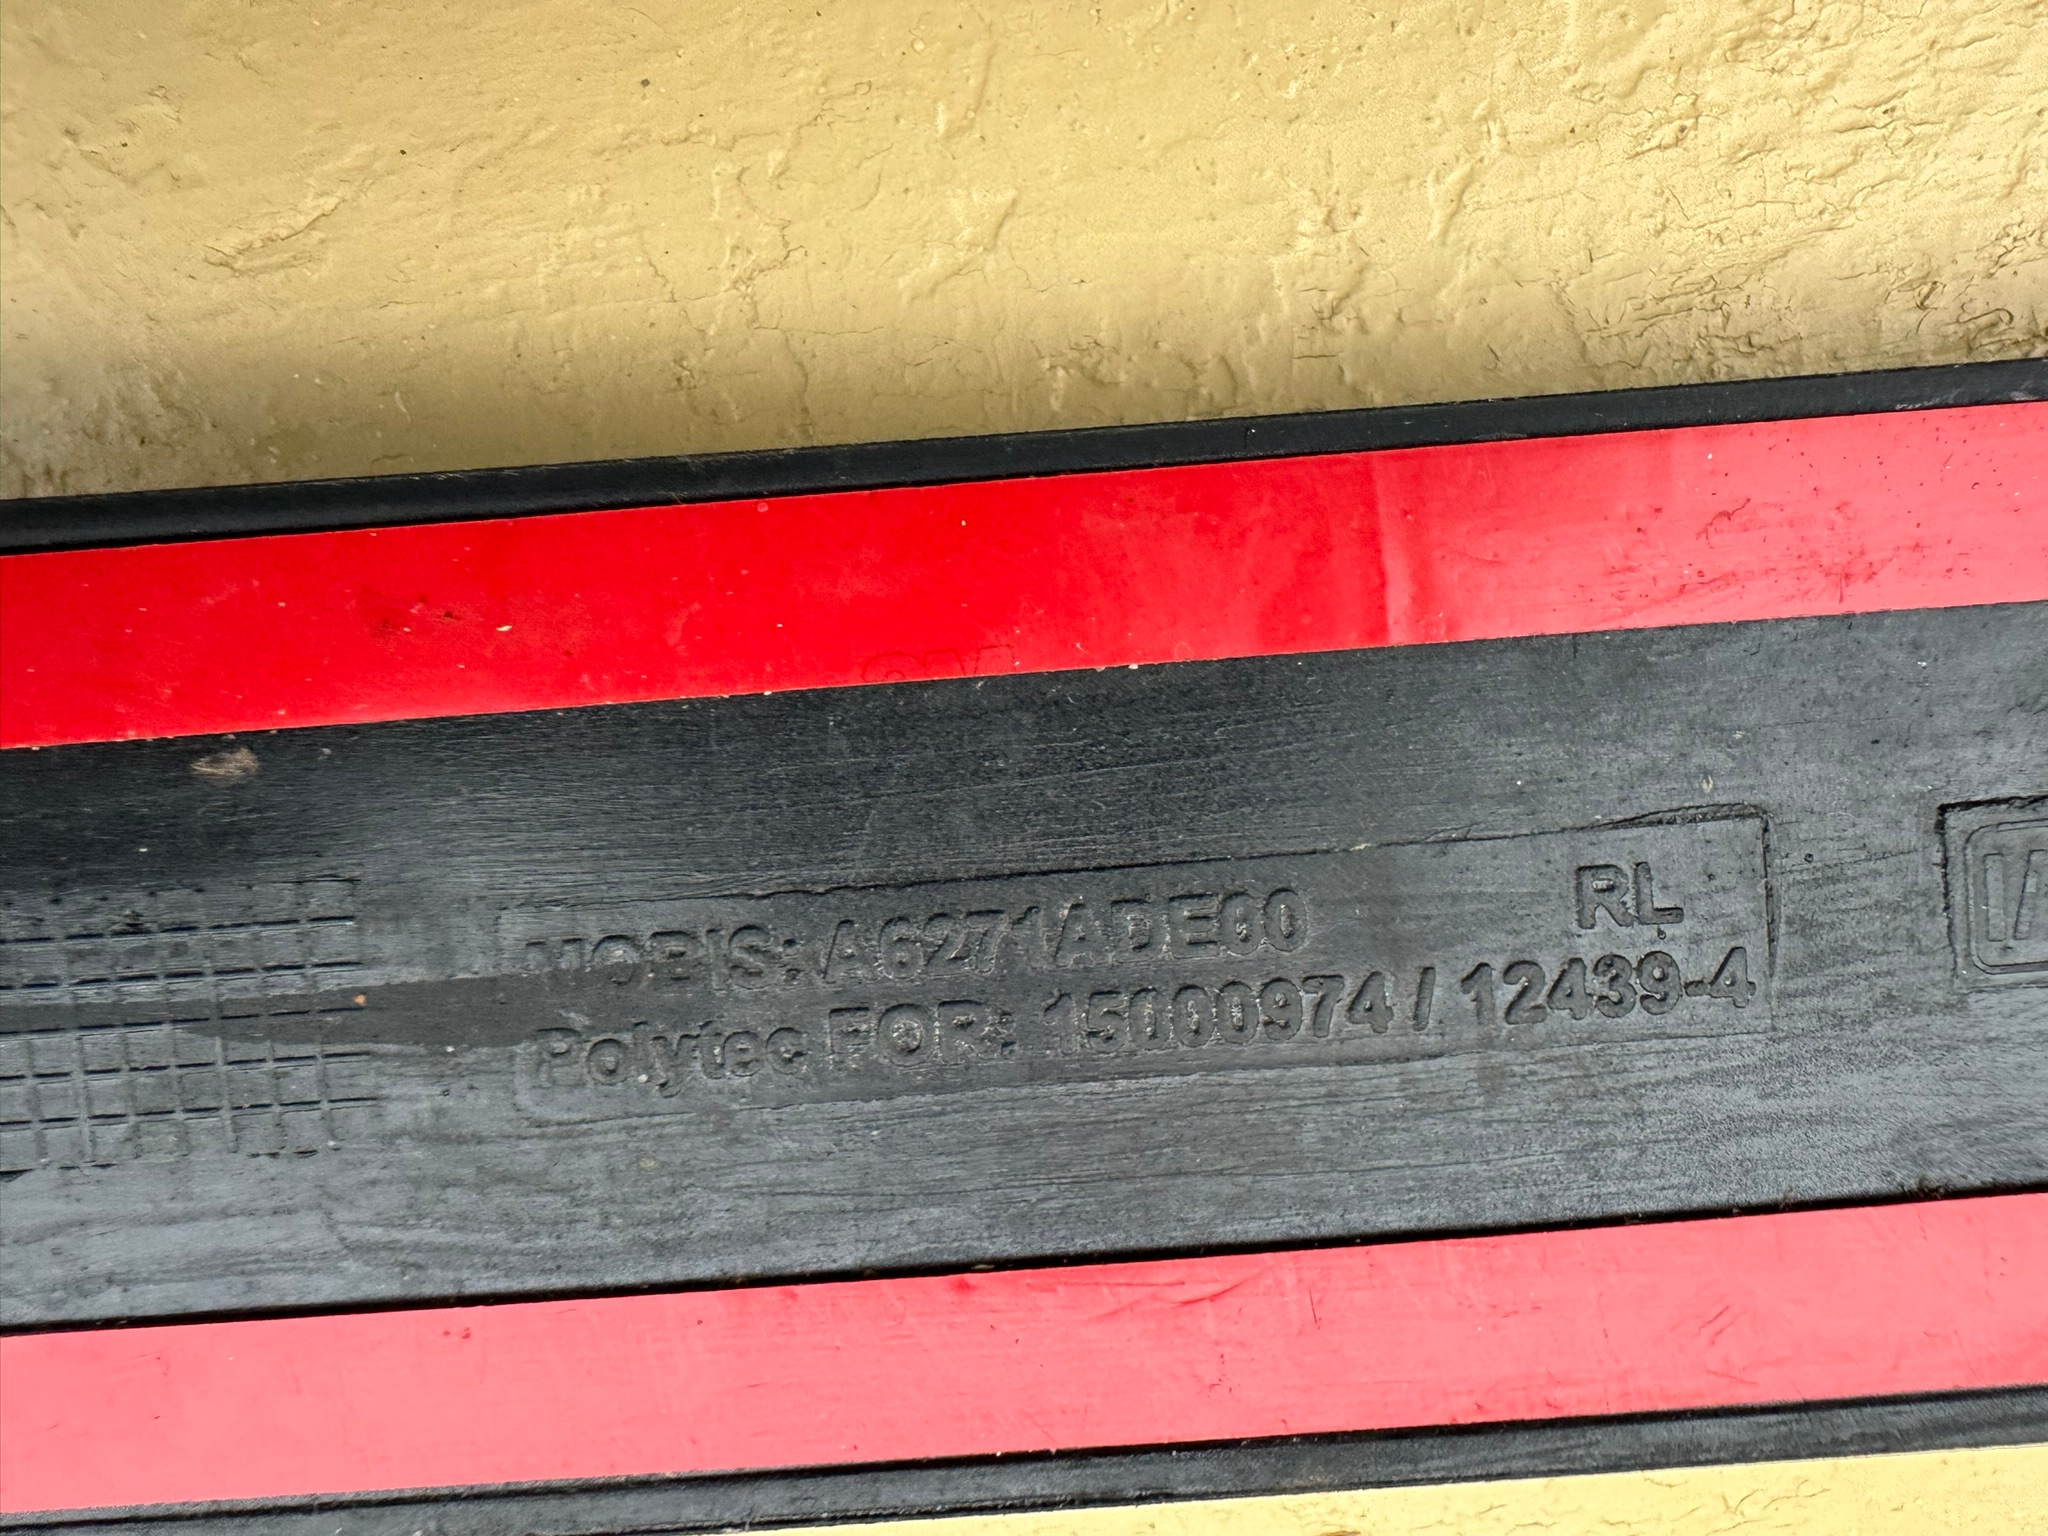 MOBIS: A6271ADE00
RL
Polytec FOR: 15000974 / 12439-4